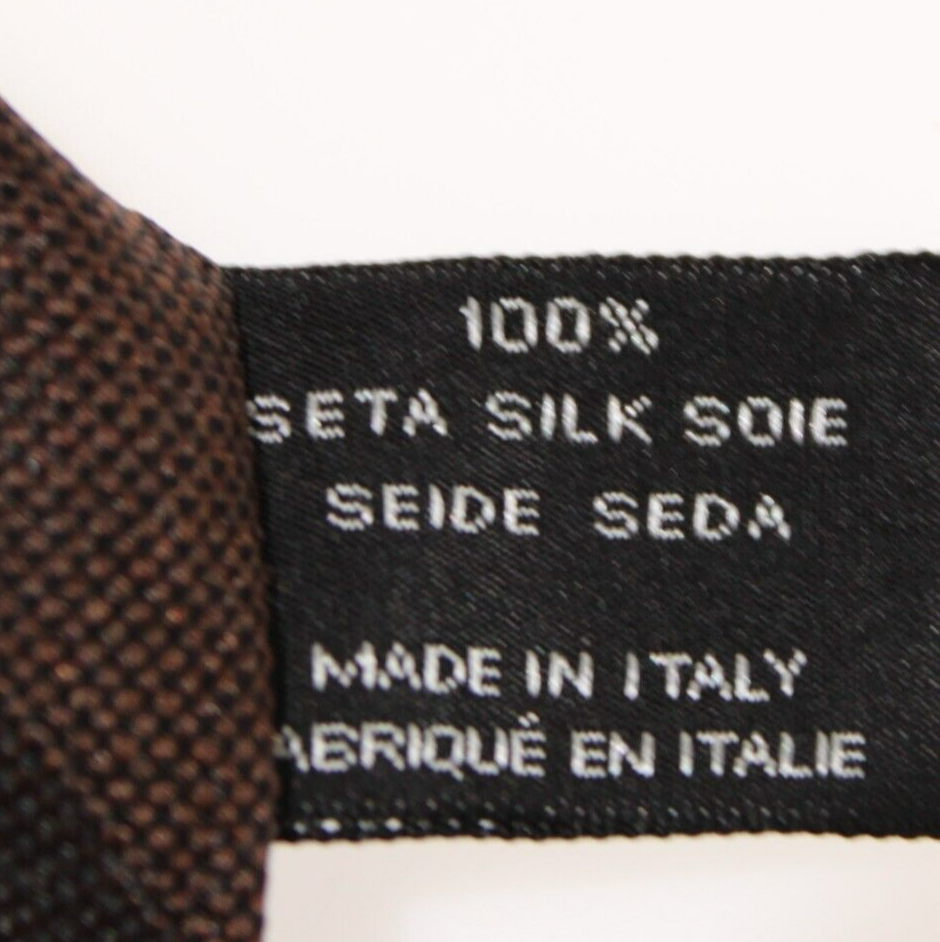 100%
SETA SILK SOIE
SEIDE SEDA
MADE IN ITALY
ABRIQUÉ EN ITALIE